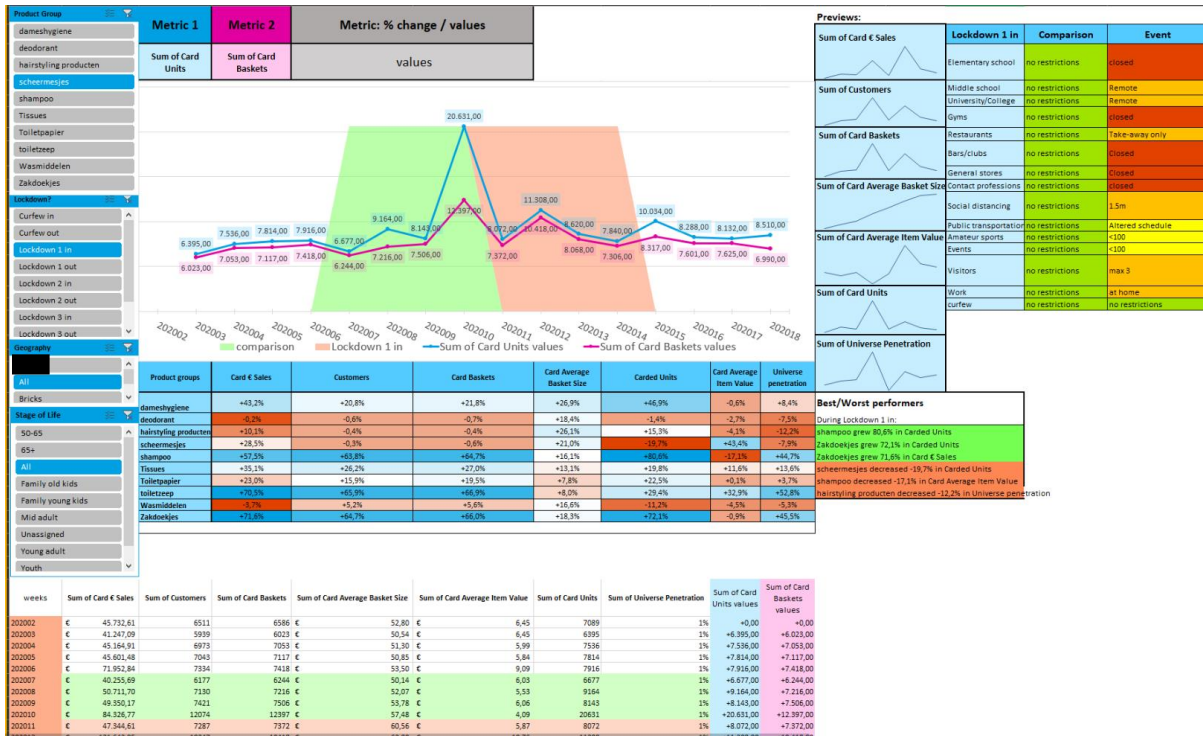 Product Group
dameshygiene
deodorant
hairstyling producten
scheermesjes
shampoo
Tissues
Toiletpapier
toiletzeep
Wasmiddelen
Zakdoekjes
Lockdown?
Curfew in
Curfew out
Lockdown 1 in
Lockdown 1 out
Lockdown 2 in
Lockdown 2 out
Lockdown 3 in
Lockdown 3 out
Geography
All
Bricks
Stage of Life
50-65
65+
All
Family old kids
Family young kids
Mid adult
Unassigned
Young adult
Youth
Metric 1 Metric 2 Metric: % change / values
Sum of Card Units Sum of Card Baskets values
20.631,00
12.397,00
6.395,00 7.536,00 7.814,00 7.916,00 6.677,00 9.164,00 8.143,00 8.072,00 11.308,00 8.620,00 7.840,00 10.034,00 8.288,00 8.132,00 8.510,00
6.023,00 7.053,00 7.117,00 7.418,00 6.244,00 7.216,00 7.506,00 7.372,00 10.418,00 8.068,00 7.306,00 8.317,00 7.601,00 7.625,00 6.990,00
202002 202003 202004 202005 202006 202007 202008 202009 202010 202011 202012 202013 202014 202015 202016 202017 202018
comparison Lockdown 1 in Sum of Card Units values Sum of Card Baskets values
Product groups Card € Sales Customers Card Baskets Card Average Basket Size Carded Units Card Average Item Value Universe penetration
dameshygiene +43,2% +20,8% +21,8% +26,9% +46,9% -0,6% +8,4%
deodorant -0,2% -0,6% -0,7% +18,4% -1,4% -2,7% -7,5%
hairstyling producten +10,1% -0,4% -0,4% +26,1% +15,3% -4,1% -12,2%
scheermesjes +28,5% -0,3% -0,6% +21,0% -19,7% +43,4% -7,9%
shampoo +57,5% +63,8% +64,7% +16,1% +80,6% -17,1% +44,7%
Tissues +35,1% +26,2% +27,0% +13,1% +19,8% +11,6% +13,6%
Toiletpapier +23,0% +15,9% +19,5% +7,8% +22,5% +0,1% +3,7%
toiletzeep +70,5% +65,9% +66,9% +8,0% +29,4% +32,9% +52,8%
Wasmiddelen -3,7% +5,2% +5,6% +16,6% -11,2% -4,5% -5,3%
Zakdoekjes +71,6% +64,7% +66,0% +18,3% +72,1% -0,9% +45,5%
Previews:
Sum of Card € Sales
Sum of Customers
Sum of Card Baskets
Sum of Card Average Basket Size
Sum of Card Average Item Value
Sum of Card Units
Sum of Universe Penetration
Lockdown 1 in Comparison Event
Elementary school no restrictions closed
Middle school no restrictions Remote
University/College no restrictions Remote
Gyms no restrictions closed
Restaurants no restrictions Take-away only
Bars/clubs no restrictions Closed
General stores no restrictions Closed
Contact professions no restrictions closed
Social distancing no restrictions 1.5m
Public transportation no restrictions Altered schedule
Amateur sports no restrictions <100
Events no restrictions <100
Visitors no restrictions max 3
Work no restrictions at home
curfew no restrictions no restrictions
Best/Worst performers
During Lockdown 1 in:
shampoo grew 80,6% in Carded Units
Zakdoekjes grew 72,1% in Carded Units
Zakdoekjes grew 71,6% in Card € Sales
scheermesjes decreased -19,7% in Carded Units
shampoo decreased -17,1% in Card Average Item Value
hairstyling producten decreased -12,2% in Universe penetration
weeks Sum of Card € Sales Sum of Customers Sum of Card Baskets Sum of Card Average Basket Size Sum of Card Average Item Value Sum of Card Units Sum of Universe Penetration Sum of Card Units values Sum of Card Baskets values
202002 € 45.732,61 6511 6586 € 52,80 € 6,45 7089 1% +0,00 +0,00
202003 € 41.247,09 5939 6023 € 50,54 € 6,45 6395 1% +6.395,00 +6.023,00
202004 € 45.164,91 6973 7053 € 51,30 € 5,99 7536 1% +7.536,00 +7.053,00
202005 € 45.601,48 7043 7117 € 50,85 € 5,84 7814 1% +7.814,00 +7.117,00
202006 € 71.952,84 7334 7418 € 53,50 € 9,09 7916 1% +7.916,00 +7.418,00
202007 € 40.255,69 6177 6244 € 50,14 € 6,03 6677 1% +6.677,00 +6.244,00
202008 € 50.711,70 7130 7216 € 52,07 € 5,53 9164 1% +9.164,00 +7.216,00
202009 € 49.350,17 7421 7506 € 53,78 € 6,06 8143 1% +8.143,00 +7.506,00
202010 € 84.326,77 12074 12397 € 57,48 € 4,09 20631 1% +20.631,00 +12.397,00
202011 € 47.344,61 7287 7372 € 60,56 € 5,87 8072 1% +8.072,00 +7.372,00